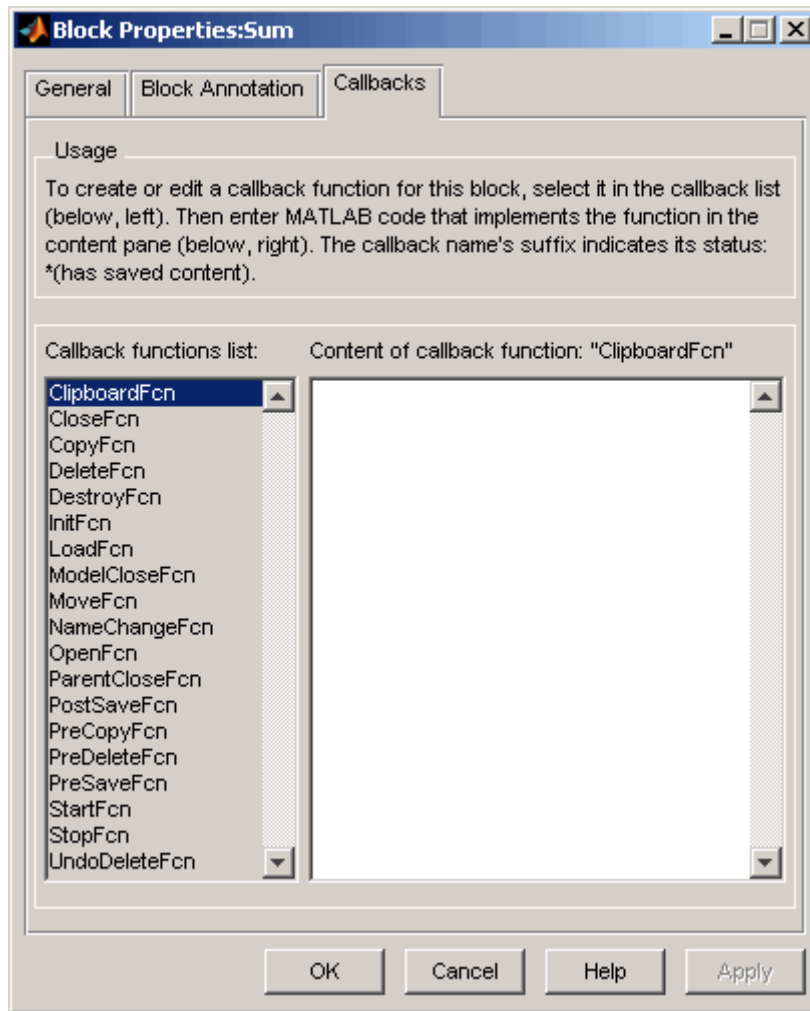 Block Properties:Sum
General Block Annotation Callbacks
Usage
To create or edit a callback function for this block, select it in the callback list
(below, left). Then enter MATLAB code that implements the function in the
content pane (below, right). The callback name's suffix indicates its status:
*(has saved content).
Callback functions list: Content of callback function: "ClipboardFcn"
ClipboardFcn
CloseFcn
CopyFcn
DeleteFcn
DestroyFcn
InitFcn
LoadFcn
ModelCloseFcn
MoveFcn
NameChangeFcn
OpenFcn
ParentCloseFcn
PostSaveFcn
PreCopyFcn
PreDeleteFcn
PreSaveFcn
StartFcn
StopFcn
UndoDeleteFcn
OK Cancel Help Apply